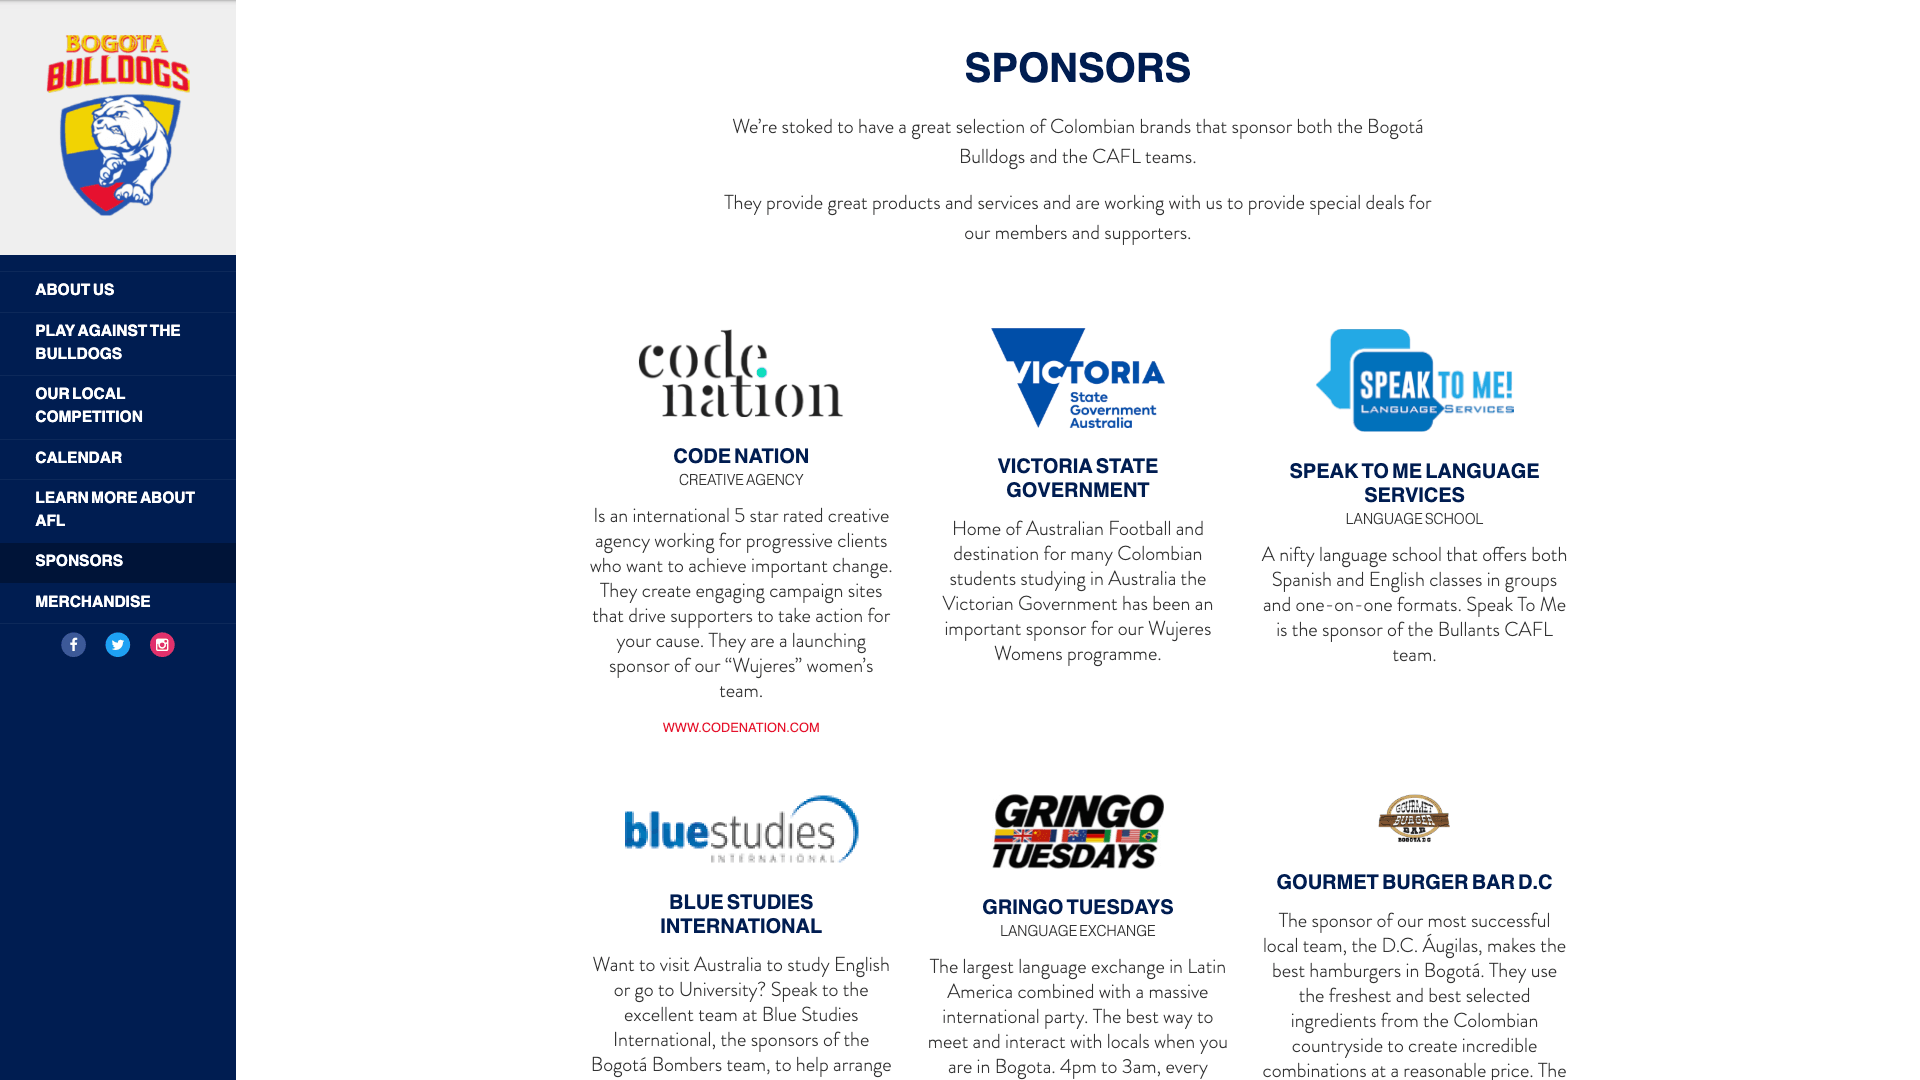 BOGOTA
BULLDOGS
ABOUT US
PLAY AGAINST THE
BULLDOGS
OUR LOCAL
COMPETITION
CALENDAR
LEARN MORE ABOUT
AFL
SPONSORS
MERCHANDISE
SPONSORS
We're stoked to have a great selection of Colombian brands that sponsor both the Bogotá
Bulldogs and the CAFL teams.
They provide great products and services and are working with us to provide special deals for
our members and supporters.
code
nation
CODE NATION
CREATIVE AGENCY
Is an international 5 star rated creative
agency working for progressive clients
who want to achieve important change.
They create engaging campaign sites
that drive supporters to take action for
your cause. They are a launching
sponsor of our “Wujeres” women’s
team.
WWW.CODENATION.COM
VICTORIA
State
Government
Australia
VICTORIA STATE
GOVERNMENT
Home of Australian Football and
destination for many Colombian
students studying in Australia the
Victorian Government has been an
important sponsor for our Wujeres
Womens programme.
SPEAK TO ME!
LANGUAGE SERVICES
SPEAK TO ME LANGUAGE
SERVICES
LANGUAGE SCHOOL
A nifty language school that offers both
Spanish and English classes in groups
and one-on-one formats. Speak To Me
is the sponsor of the Bullants CAFL
team.
bluestudies
INTERNATIONAL
BLUE STUDIES
INTERNATIONAL
Want to visit Australia to study English
or go to University? Speak to the
excellent team at Blue Studies
International, the sponsors of the
Bogotá Bombers team, to help arrange
GRINGO
TUESDAYS
GRINGO TUESDAYS
LANGUAGE EXCHANGE
The largest language exchange in Latin
America combined with a massive
international party. The best way to
meet and interact with locals when you
are in Bogota. 4pm to 3am, every
GOURMET
BURGER
BAR
BOGOTA D C
GOURMET BURGER BAR D.C
The sponsor of our most successful
local team, the D.C. Áugilas, makes the
best hamburgers in Bogotá. They use
the freshest and best selected
ingredients from the Colombian
countryside to create incredible
combinations at a reasonable price. The